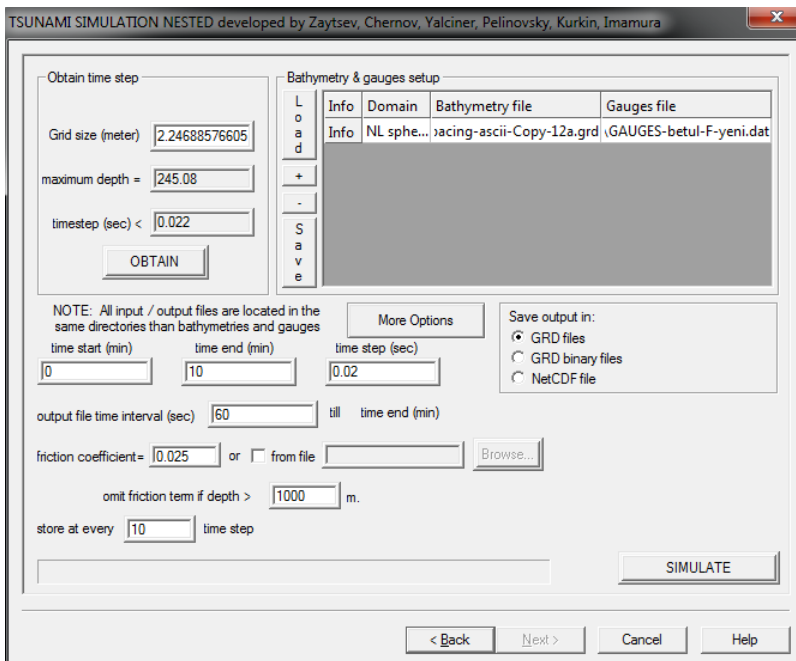 TSUNAMI SIMULATION NESTED developed by Zaytsev, Chernov, Yalciner, Pelinovsky, Kurkin, Imamura
Obtain time step
Grid size (meter) 2.24688576605
maximum depth = 245.08
timestep (sec) < 0.022
OBTAIN
Bathymetry & gauges setup
Load
+
-
Save
Info Domain Bathymetry file Gauges file
Info NL sphe... pacing-ascii-Copy-12a.grd \GAUGES-betul-F-yeni.dat
NOTE: All input / output files are located in the
same directories than bathymetries and gauges
More Options
time start (min) time end (min) time step (sec)
0 10 0.02
Save output in:
GRD files
GRD binary files
NetCDF file
output file time interval (sec) 60 till time end (min)
friction coefficient= 0.025 or from file Browse...
omit friction term if depth > 1000 m.
store at every 10 time step
SIMULATE
< Back Next > Cancel Help